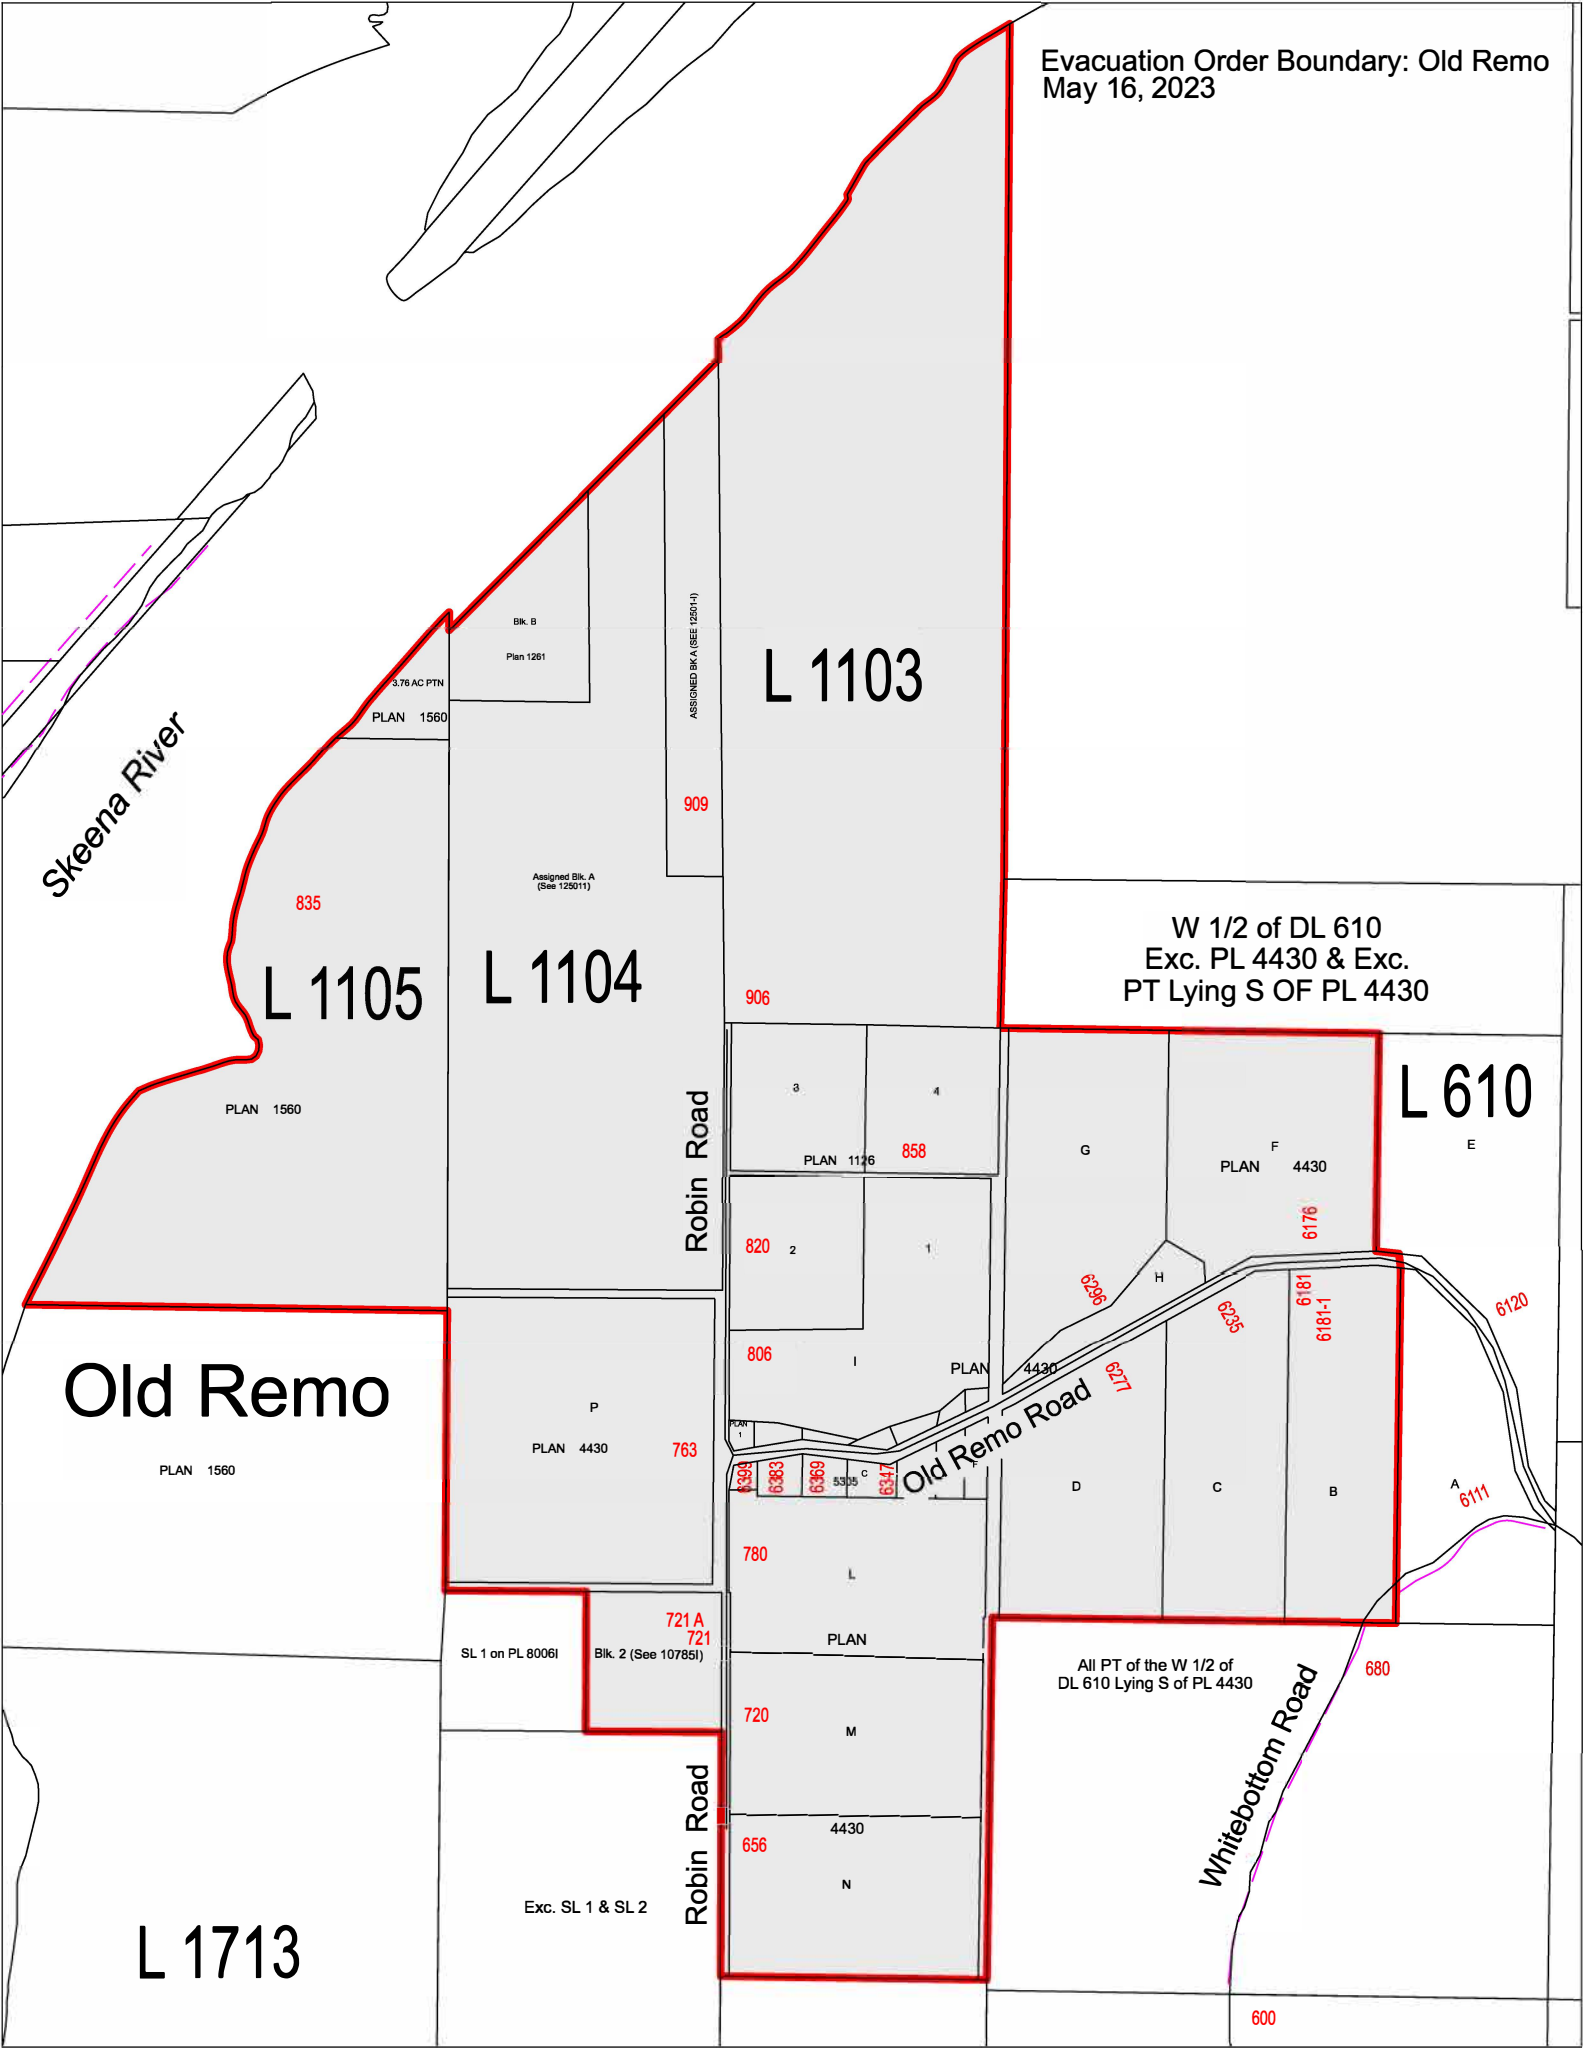 Evacuation Order Boundary: Old Remo
May 16, 2023
Blk. B
Plan 1261
ASSIGNED BK A (SEE 12501-I)
L 1103
3.76 AC PTN
PLAN 1560
Skeena River
909
Assigned Blk. A
(See 125011)
835
L 1105
L 1104
906
W 1/2 of DL 610
Exc. PL 4430 & Exc.
PT Lying S OF PL 4430
L 610
E
PLAN 1560
Robin Road
3
4
858
PLAN 1126
G
F
PLAN 4430
6176
820
2
1
H
6296
6235
6181
6181-1
6120
806
I
PLAN 4430
6277
Old Remo
PLAN 1560
P
PLAN 4430
763
PLAN
1
6399
6383
6369
5305
C
6347
F
Old Remo Road
D
C
B
A
6111
780
L
721 A
721
Blk. 2 (See 10785I)
SL 1 on PL 8006I
PLAN
All PT of the W 1/2 of
DL 610 Lying S of PL 4430
680
720
M
Whitebottom Road
Robin Road
4430
656
N
Exc. SL 1 & SL 2
L 1713
600